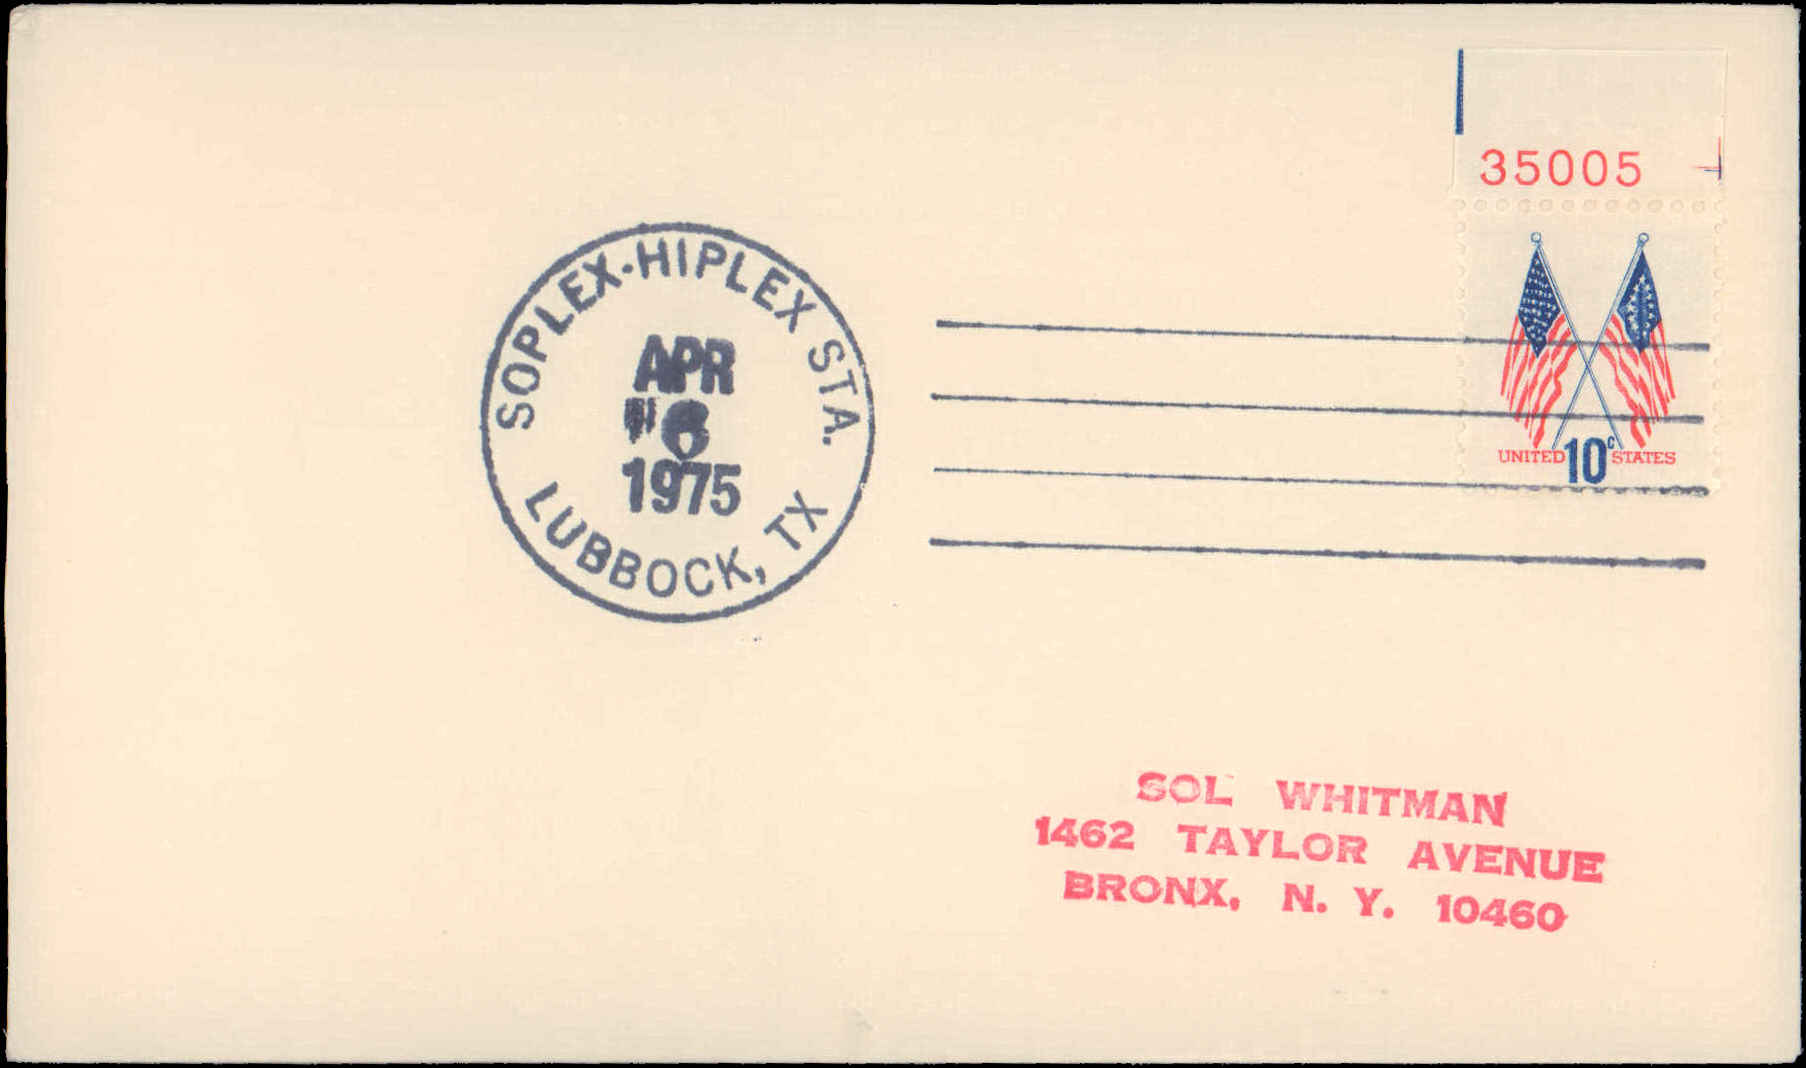 35005
UNITED 10c STATES
SOPLEX-HIPLEX STA.
APR
6
1975
LUBBOCK, TX
SOL WHITMAN
1462 TAYLOR AVENUE
BRONX, N. Y. 10460